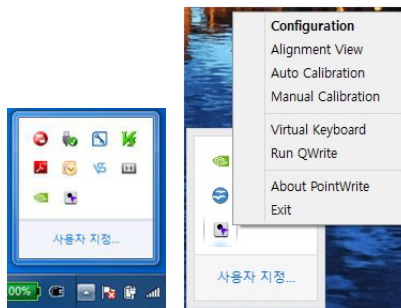 사용자 지정...
00%
Configuration
Alignment View
Auto Calibration
Manual Calibration
Virtual Keyboard
Run QWrite
About PointWrite
Exit
사용자 지정...